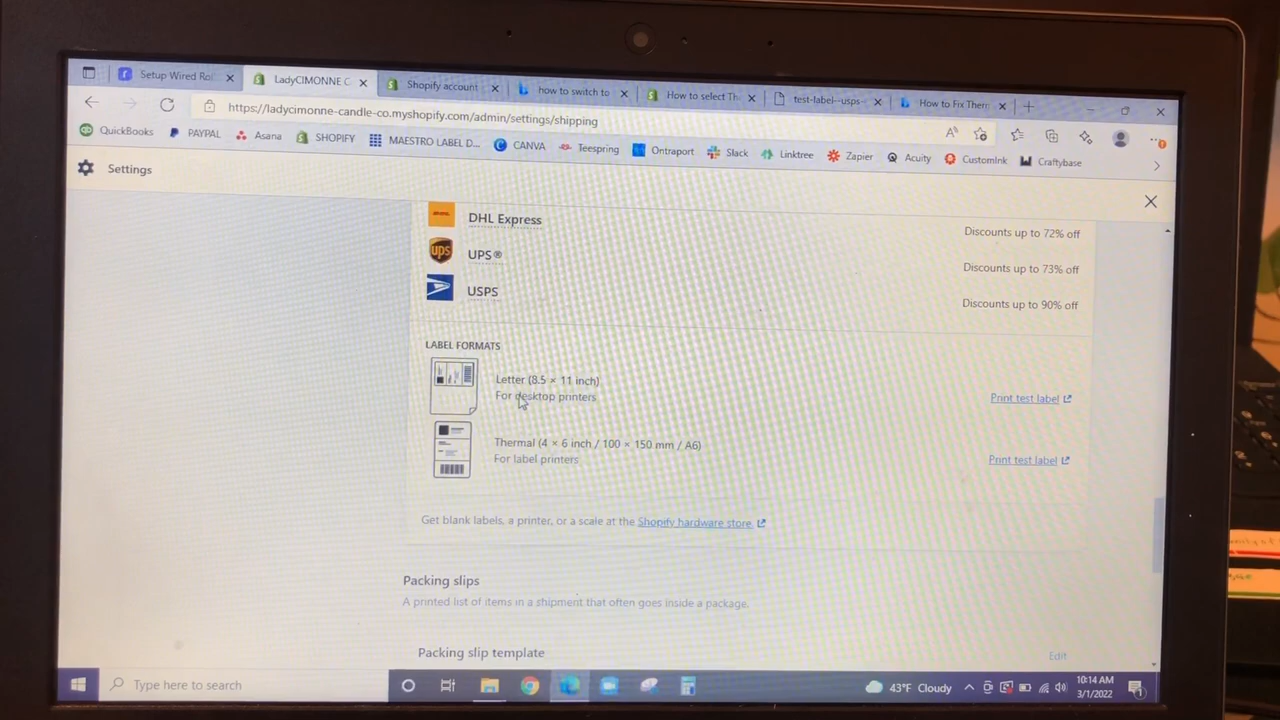 Setup Wired Rol
LadyCIMONNE C
Shopify account
how to switch to
How to select Th
test-label--usps-
How to Fix Therm
https://ladycimonne-candle-co.myshopify.com/admin/settings/shipping
QuickBooks
PAYPAL
Asana
SHOPIFY
MAESTRO LABEL D...
CANVA
Teespring
Ontraport
Slack
Linktree
Zapier
Acuity
CustomInk
Craftybase
Settings
DHL Express
Discounts up to 72% off
ups
UPS®
Discounts up to 73% off
USPS
Discounts up to 90% off
LABEL FORMATS
Letter (8.5 × 11 inch)
For desktop printers
Print test label
Thermal (4 × 6 inch / 100 × 150 mm / A6)
For label printers
Print test label
Get blank labels, a printer, or a scale at the Shopify hardware store.
Packing slips
A printed list of items in a shipment that often goes inside a package.
Packing slip template
Edit
Type here to search
43°F Cloudy
10:14 AM
3/1/2022